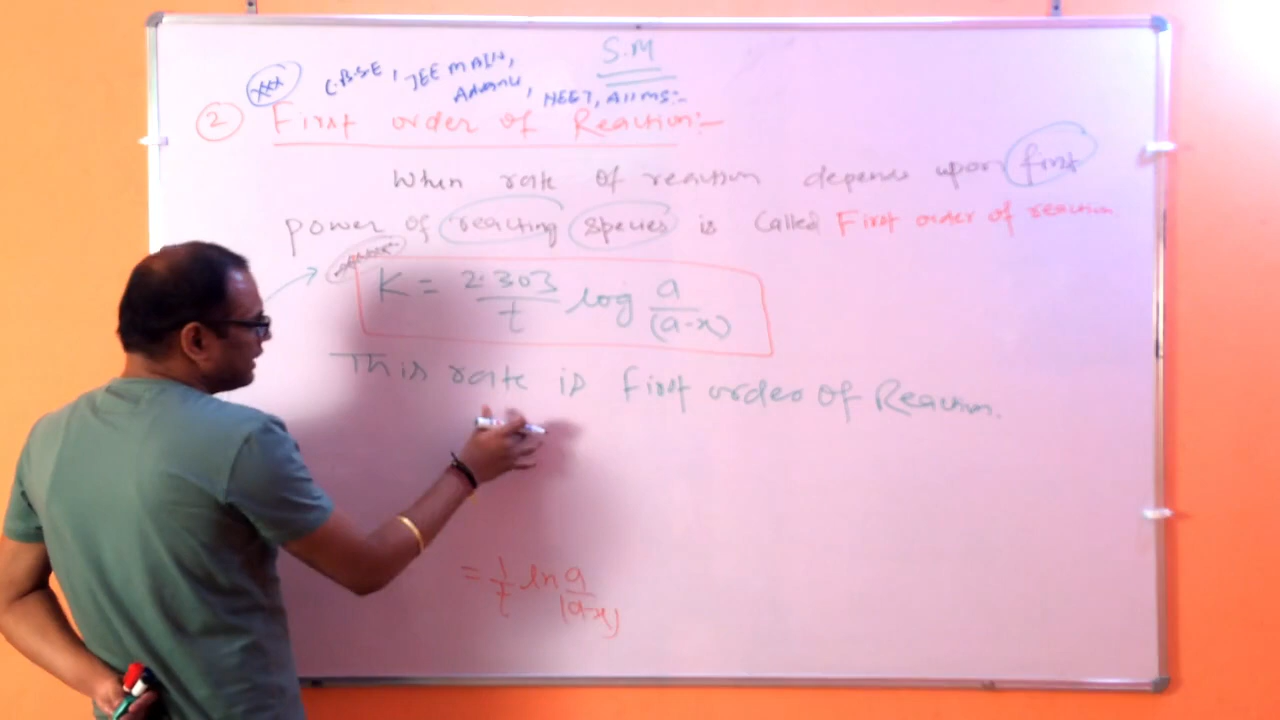 S.M
xxx CBSE, JEE MAIN,
Advanc, NEET, AIIMS:-
2 First order of Reaction:-
When rate of reaction depends upon first
power of reacting species is called First order of reaction
K = 2.303/t log a/(a-x)
This rate is First order of Reaction.
= 1/t ln a/(a-x)